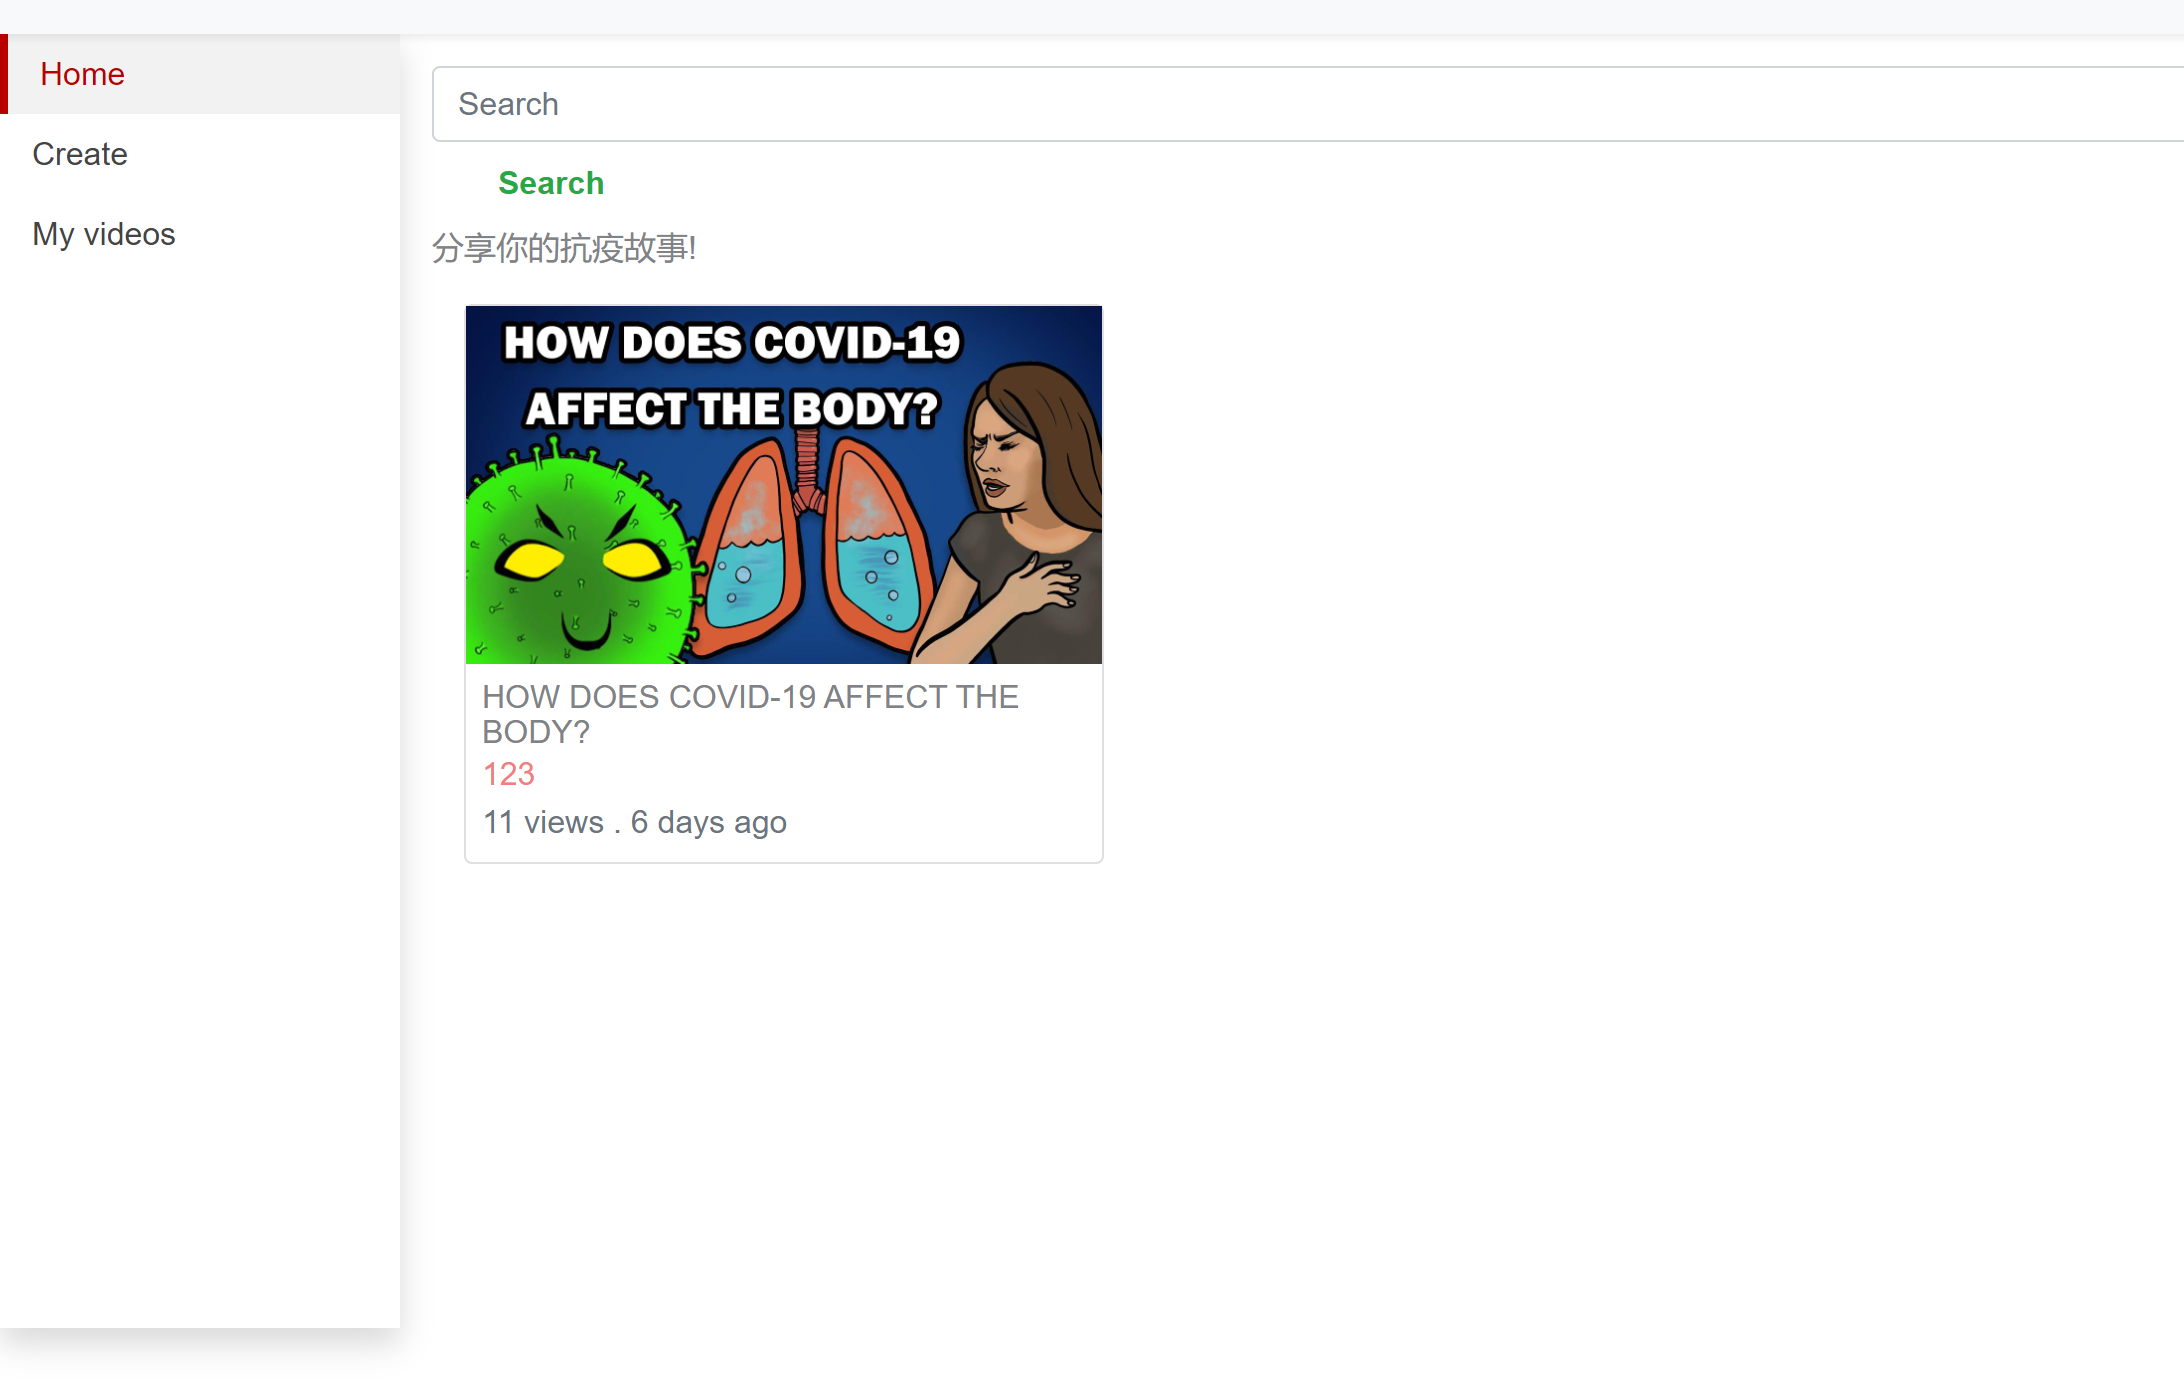 Home
Create
My videos
Search
Search
分享你的抗疫故事!
HOW DOES COVID-19
AFFECT THE BODY?
HOW DOES COVID-19 AFFECT THE
BODY?
123
11 views . 6 days ago